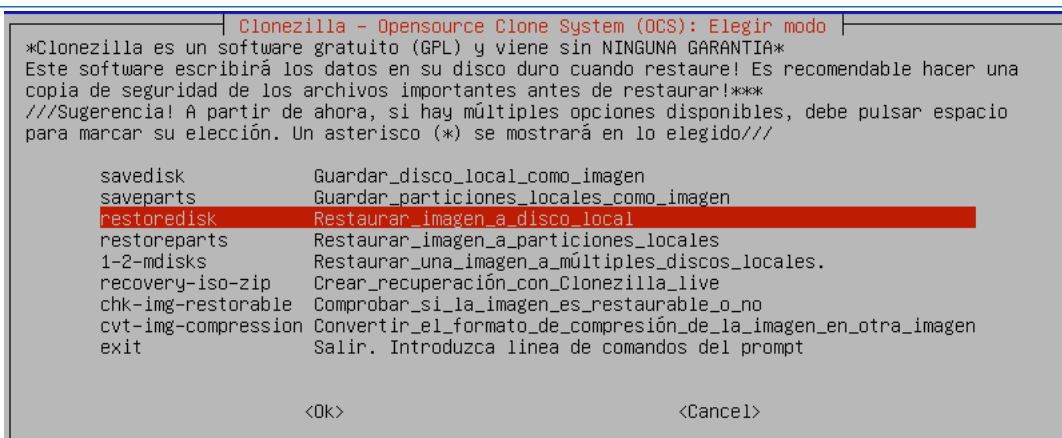 Clonezilla - Opensource Clone System (OCS): Elegir modo
*Clonezilla es un software gratuito (GPL) y viene sin NINGUNA GARANTIA*
Este software escribirá los datos en su disco duro cuando restaure! Es recomendable hacer una
copia de seguridad de los archivos importantes antes de restaurar!***
///Sugerencia! A partir de ahora, si hay múltiples opciones disponibles, debe pulsar espacio
para marcar su elección. Un asterisco (*) se mostrará en lo elegido///
savedisk Guardar_disco_local_como_imagen
saveparts Guardar_particiones_locales_como_imagen
restoredisk Restaurar_imagen_a_disco_local
restoreparts Restaurar_imagen_a_particiones_locales
1-2-mdisks Restaurar_una_imagen_a_múltiples_discos_locales.
recovery-iso-zip Crear_recuperación_con_Clonezilla_live
chk-img-restorable Comprobar_si_la_imagen_es_restaurable_o_no
cvt-img-compression Convertir_el_formato_de_compresión_de_la_imagen_en_otra_imagen
exit Salir. Introduzca linea de comandos del prompt
<Ok> <Cancel>